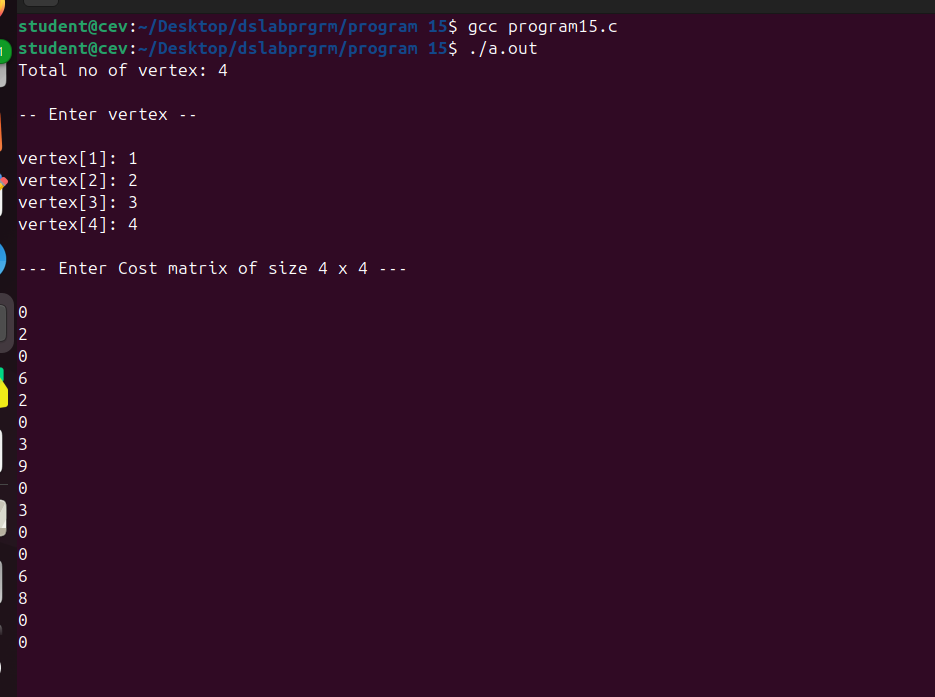 student@cev:~/Desktop/dslabprgrm/program 15$ gcc program15.c
student@cev:~/Desktop/dslabprgrm/program 15$ ./a.out
Total no of vertex: 4
-- Enter vertex --
vertex[1]: 1
vertex[2]: 2
vertex[3]: 3
vertex[4]: 4
--- Enter Cost matrix of size 4 x 4 ---
0
2
0
6
2
0
3
9
0
3
0
0
6
8
0
0